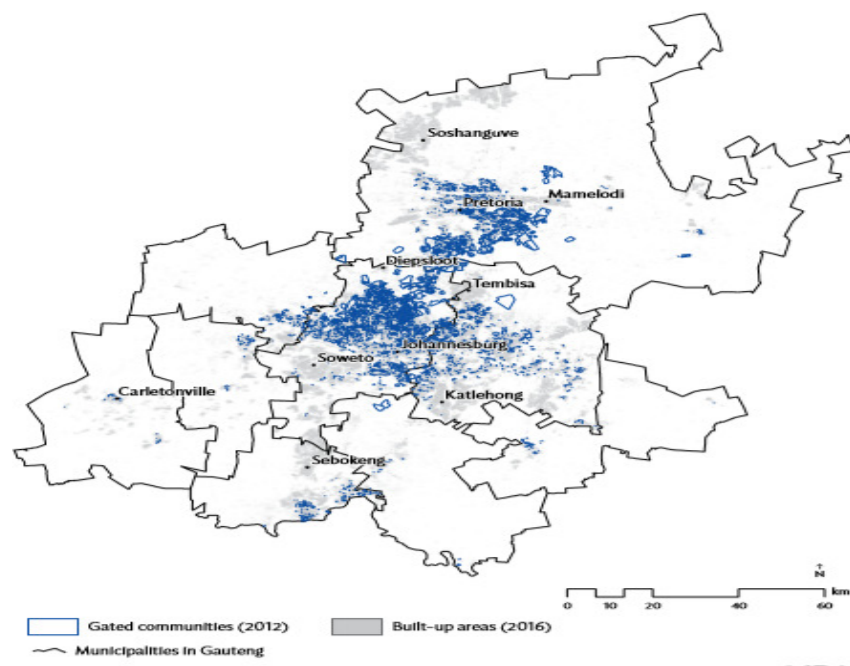 Soshanguve
Mamelodi
Pretoria
Diepsloot
Tembisa
Johannesburg
Soweto
Carletonville
Katlehong
Sebokeng
N
km
0 10 20 40 60
Gated communities (2012) Built-up areas (2016)
Municipalities in Gauteng